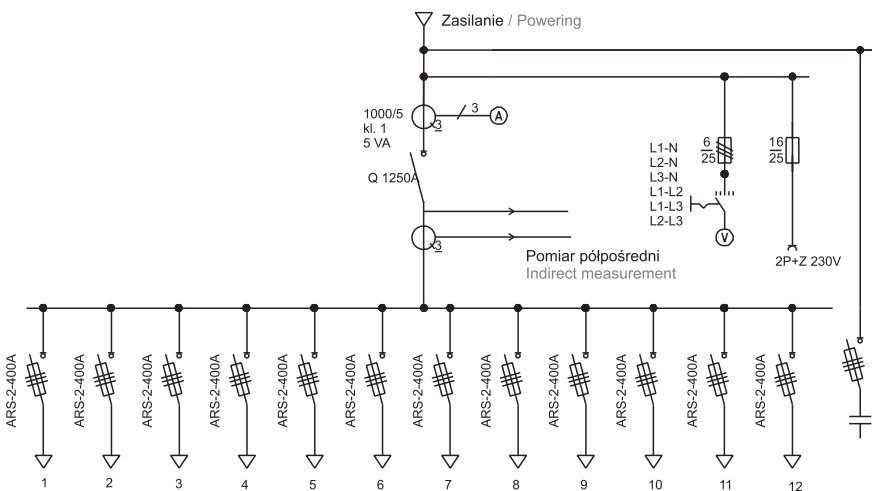 Zasilanie / Powering
1000/5
kl. 1
5 VA
3
3
A
Q 1250A
3
L1-N
L2-N
L3-N
L1-L2
L1-L3
L2-L3
6
25
16
25
V
2P+Z 230V
Pomiar półpośredni
Indirect measurement
ARS-2-400A
ARS-2-400A
ARS-2-400A
ARS-2-400A
ARS-2-400A
ARS-2-400A
ARS-2-400A
ARS-2-400A
ARS-2-400A
ARS-2-400A
ARS-2-400A
ARS-2-400A
1 2 3 4 5 6 7 8 9 10 11 12